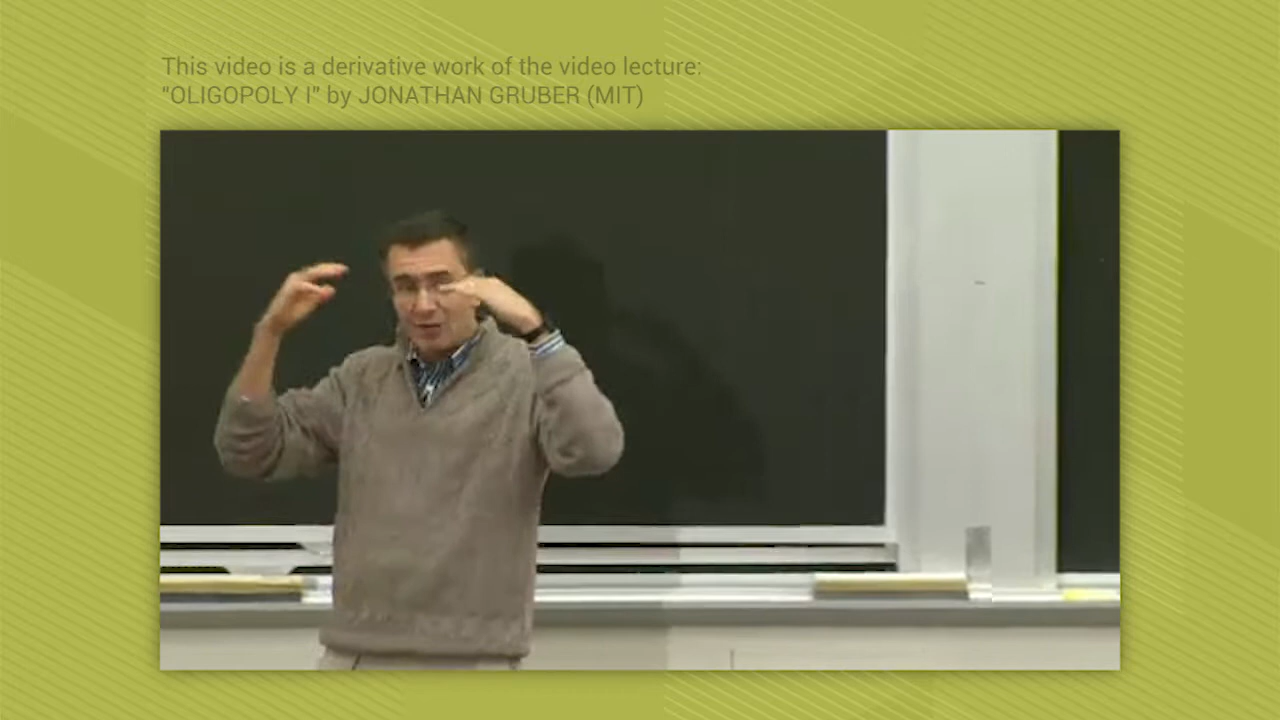 This video is a derivative work of the video lecture:
"OLIGOPOLY I" by JONATHAN GRUBER (MIT)